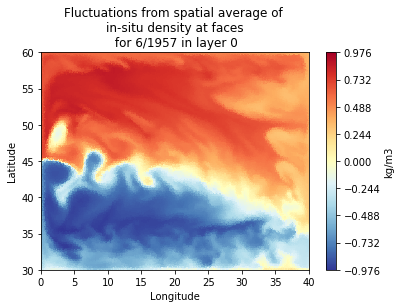 Fluctuations from spatial average of
in-situ density at faces
for 6/1957 in layer 0
60
55
50
45
40
35
30
Latitude
0 5 10 15 20 25 30 35 40
Longitude
0.976
0.732
0.488
0.244
0.000
−0.244
−0.488
−0.732
−0.976
kg/m3